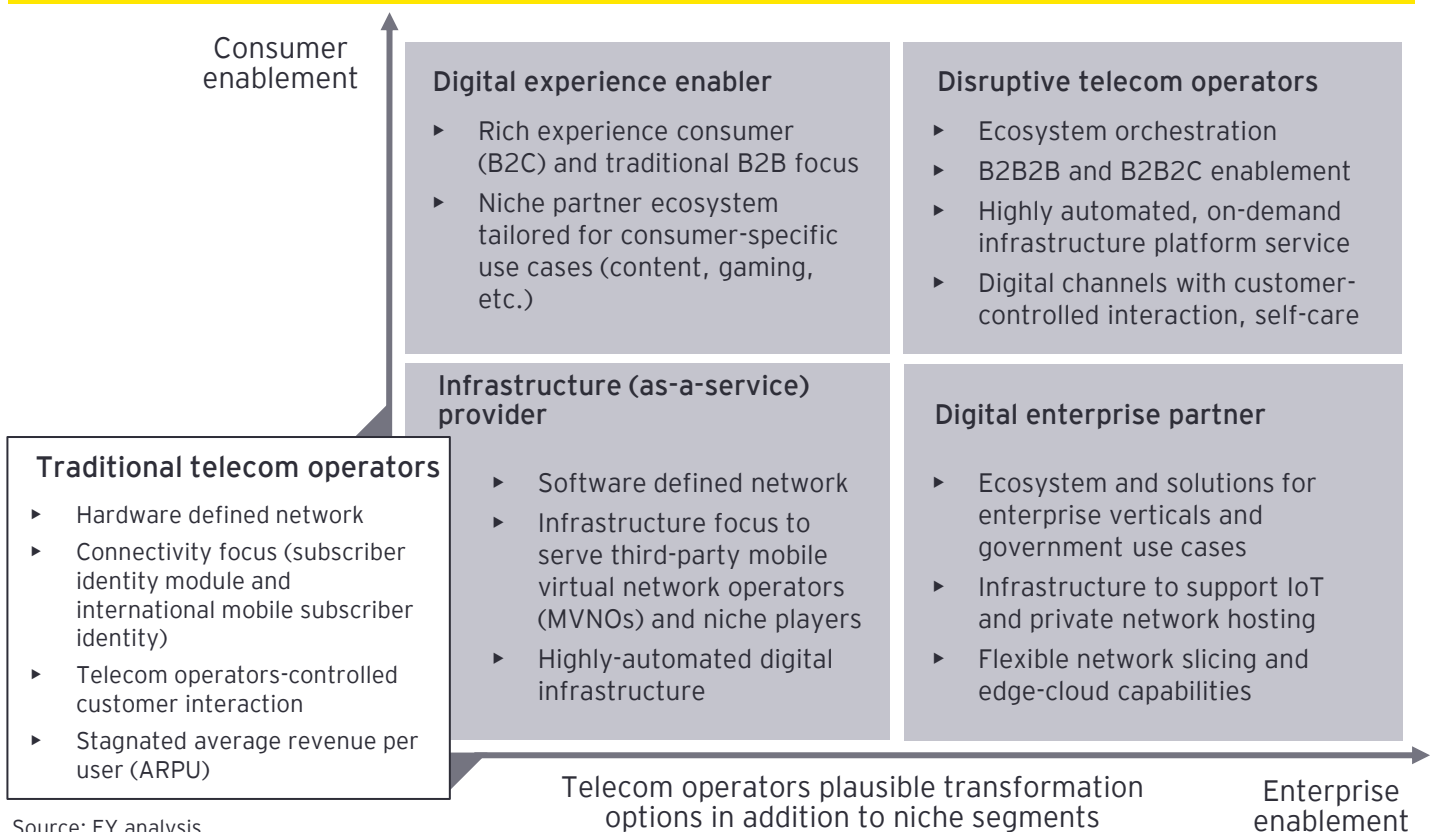 Consumer
enablement
Digital experience enabler
▸ Rich experience consumer
(B2C) and traditional B2B focus
▸ Niche partner ecosystem
tailored for consumer-specific
use cases (content, gaming,
etc.)
Disruptive telecom operators
▸ Ecosystem orchestration
▸ B2B2B and B2B2C enablement
▸ Highly automated, on-demand
infrastructure platform service
▸ Digital channels with customer-
controlled interaction, self-care
Traditional telecom operators
▸ Hardware defined network
▸ Connectivity focus (subscriber
identity module and
international mobile subscriber
identity)
▸ Telecom operators-controlled
customer interaction
▸ Stagnated average revenue per
user (ARPU)
Infrastructure (as-a-service)
provider
▸ Software defined network
▸ Infrastructure focus to
serve third-party mobile
virtual network operators
(MVNOs) and niche players
▸ Highly-automated digital
infrastructure
Digital enterprise partner
▸ Ecosystem and solutions for
enterprise verticals and
government use cases
▸ Infrastructure to support IoT
and private network hosting
▸ Flexible network slicing and
edge-cloud capabilities
Telecom operators plausible transformation
options in addition to niche segments
Enterprise
enablement
Source: EY analysis